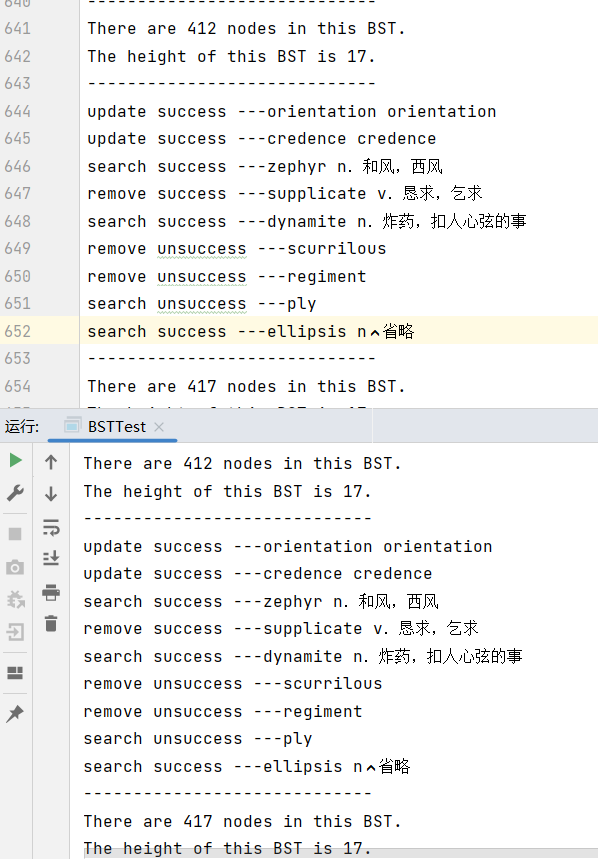 640 -----------------------------
641 There are 412 nodes in this BST.
642 The height of this BST is 17.
643 -----------------------------
644 update success ---orientation orientation
645 update success ---credence credence
646 search success ---zephyr n. 和风，西风
647 remove success ---supplicate v. 恳求，乞求
648 search success ---dynamite n. 炸药，扣人心弦的事
649 remove unsuccess ---scurrilous
650 remove unsuccess ---regiment
651 search unsuccess ---ply
652 search success ---ellipsis n^省略
653 -----------------------------
654 There are 417 nodes in this BST.
运行: BSTTest
There are 412 nodes in this BST.
The height of this BST is 17.
-----------------------------
update success ---orientation orientation
update success ---credence credence
search success ---zephyr n. 和风，西风
remove success ---supplicate v. 恳求，乞求
search success ---dynamite n. 炸药，扣人心弦的事
remove unsuccess ---scurrilous
remove unsuccess ---regiment
search unsuccess ---ply
search success ---ellipsis n^省略
-----------------------------
There are 417 nodes in this BST.
The height of this BST is 17.